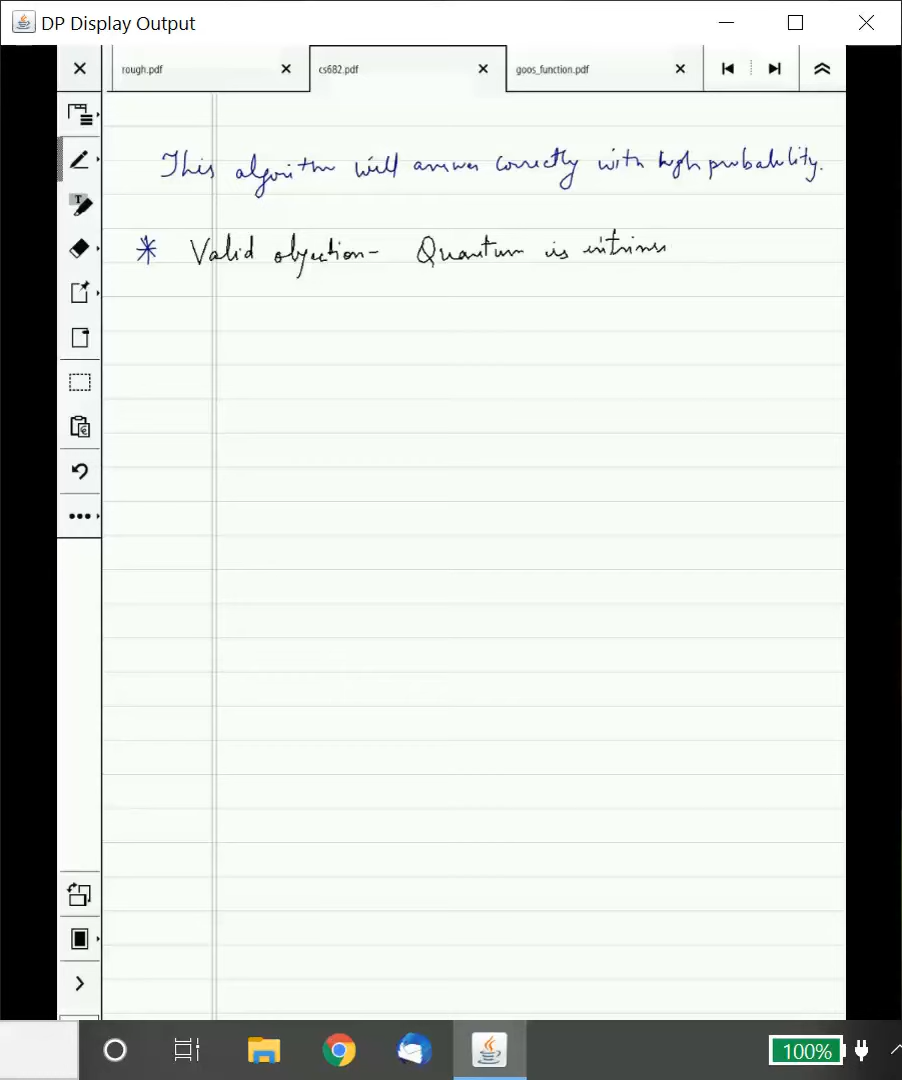 DP Display Output
rough.pdf
cs682.pdf
goos_function.pdf
This algorithm will answer correctly with high probability.
* Valid objection- Quantum is intrins
100%